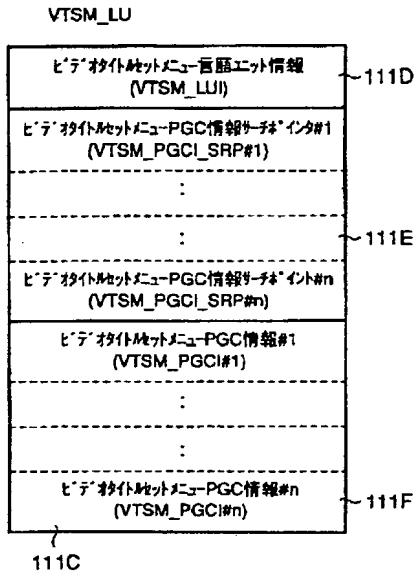 VTSM_LU
ビデオタイトルセットメニュー言語ユニット情報
(VTSM_LUI)
111D
ビデオタイトルセットメニューPGC情報サーチポインタ#1
(VTSM_PGCI_SRP#1)
:
:
111E
ビデオタイトルセットメニューPGC情報サーチポイント#n
(VTSM_PGCI_SRP#n)
ビデオタイトルセットメニューPGC情報#1
(VTSM_PGCI#1)
:
:
ビデオタイトルセットメニューPGC情報#n
(VTSM_PGCI#n)
111F
111C